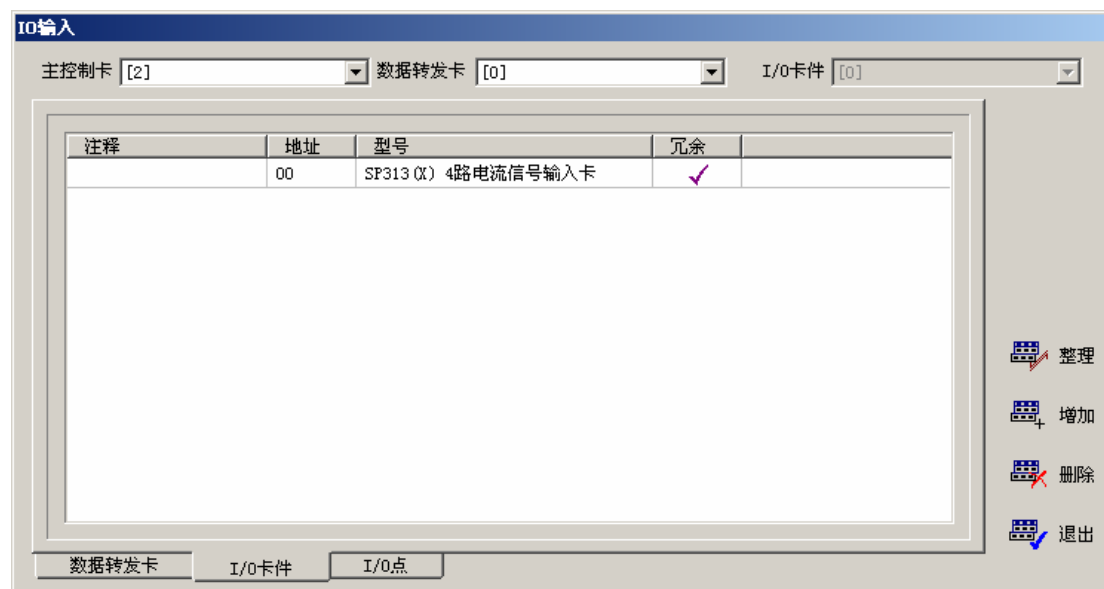 IO输入
主控制卡 [2] 数据转发卡 [0] I/O卡件 [0]
注释 地址 型号 冗余
00 SP313(X) 4路电流信号输入卡
整理
增加
删除
退出
数据转发卡 I/O卡件 I/O点